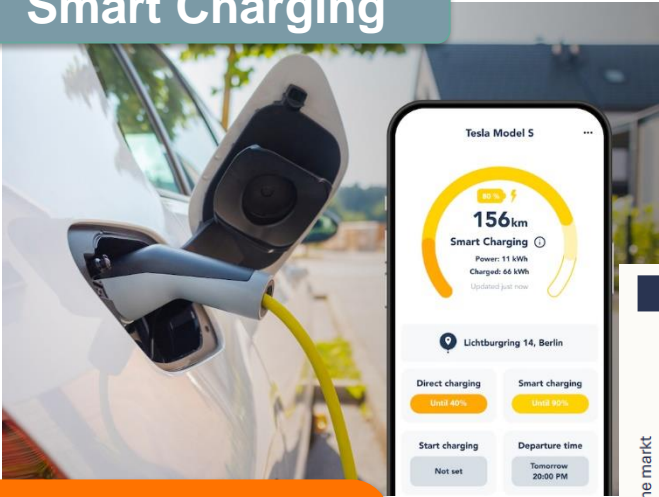 Smart Charging
Tesla Model S
80 %
156km
Smart Charging
Power: 11 kWh
Charged: 66 kWh
Updated just now
Lichtburgring 14, Berlin
Direct charging
Smart charging
Until 40%
Until 90%
Start charging
Departure time
Not set
Tomorrow
20:00 PM
markt